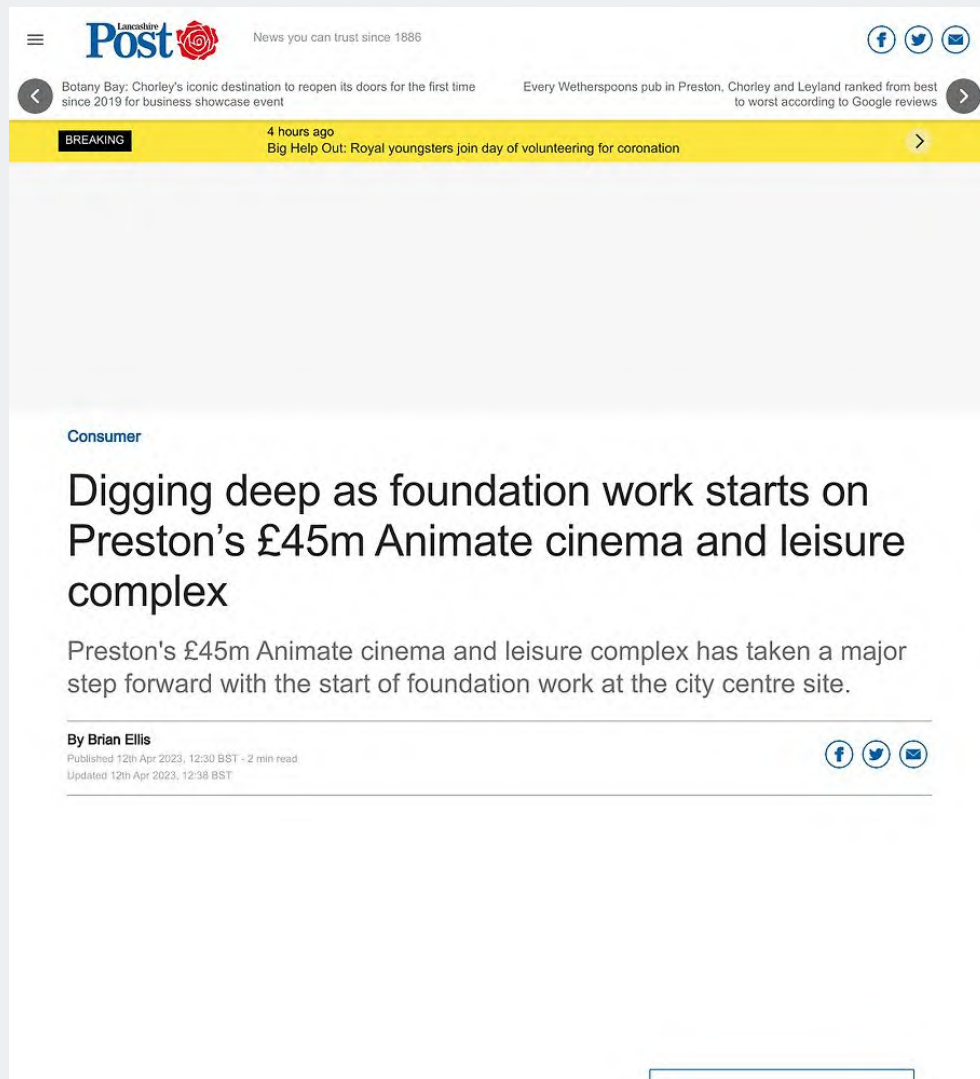 Lancashire
Post
News you can trust since 1886
Botany Bay: Chorley's iconic destination to reopen its doors for the first time
since 2019 for business showcase event
Every Wetherspoons pub in Preston, Chorley and Leyland ranked from best
to worst according to Google reviews
BREAKING
4 hours ago
Big Help Out: Royal youngsters join day of volunteering for coronation
Consumer
Digging deep as foundation work starts on
Preston’s £45m Animate cinema and leisure
complex
Preston's £45m Animate cinema and leisure complex has taken a major
step forward with the start of foundation work at the city centre site.
By Brian Ellis
Published 12th Apr 2023, 12:30 BST - 2 min read
Updated 12th Apr 2023, 12:38 BST